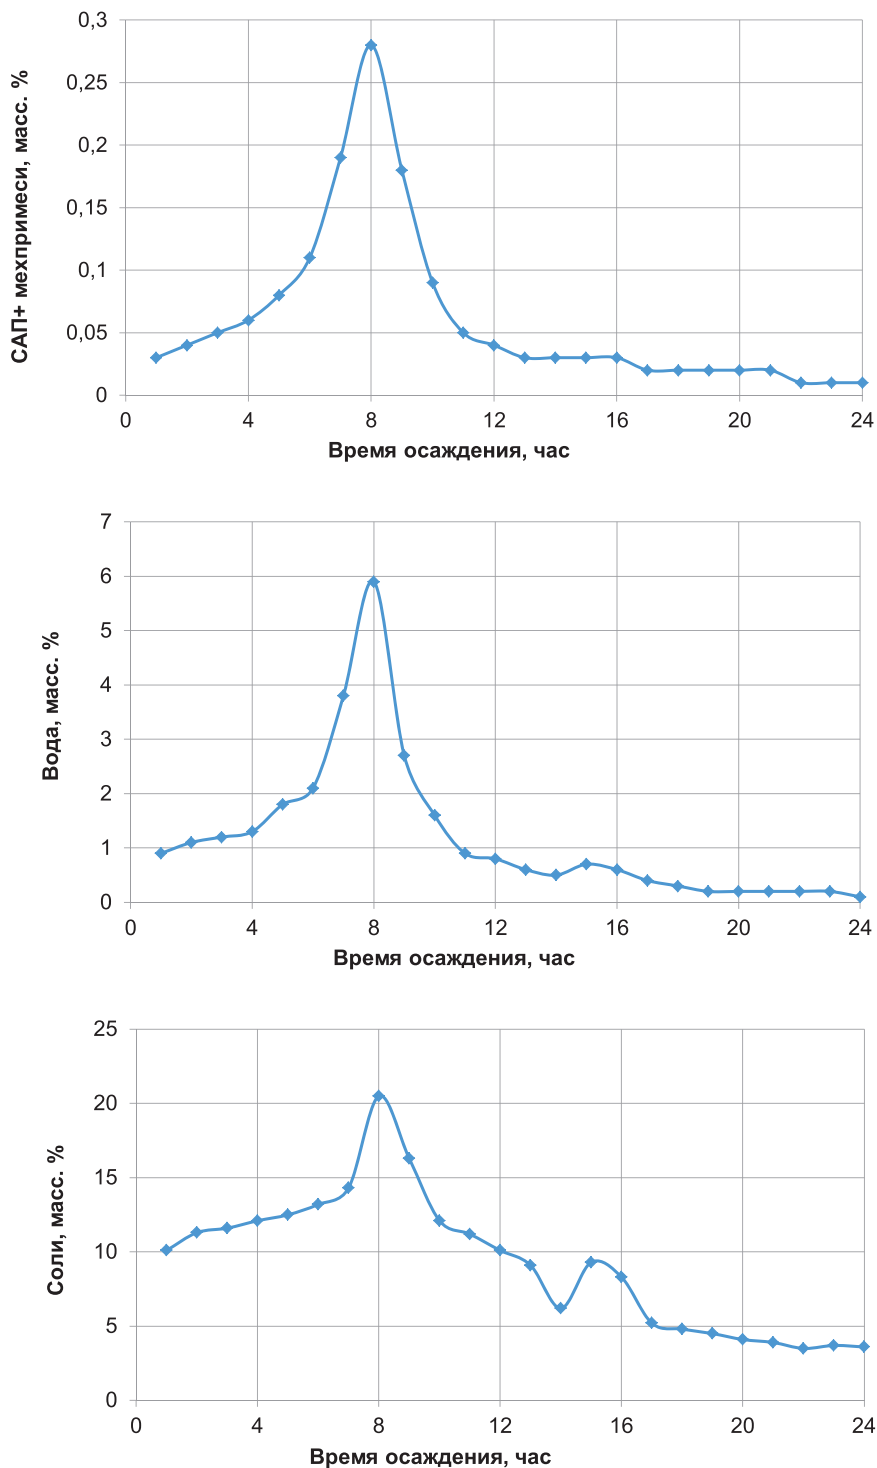 0,3
0,25
0,2
0,15
0,1
0,05
0
САП+ мехпримеси, масс. %
0 4 8 12 16 20 24
Время осаждения, час
7
6
5
4
3
2
1
0
Вода, масс. %
0 4 8 12 16 20 24
Время осаждения, час
25
20
15
10
5
0
Соли, масс. %
0 4 8 12 16 20 24
Время осаждения, час